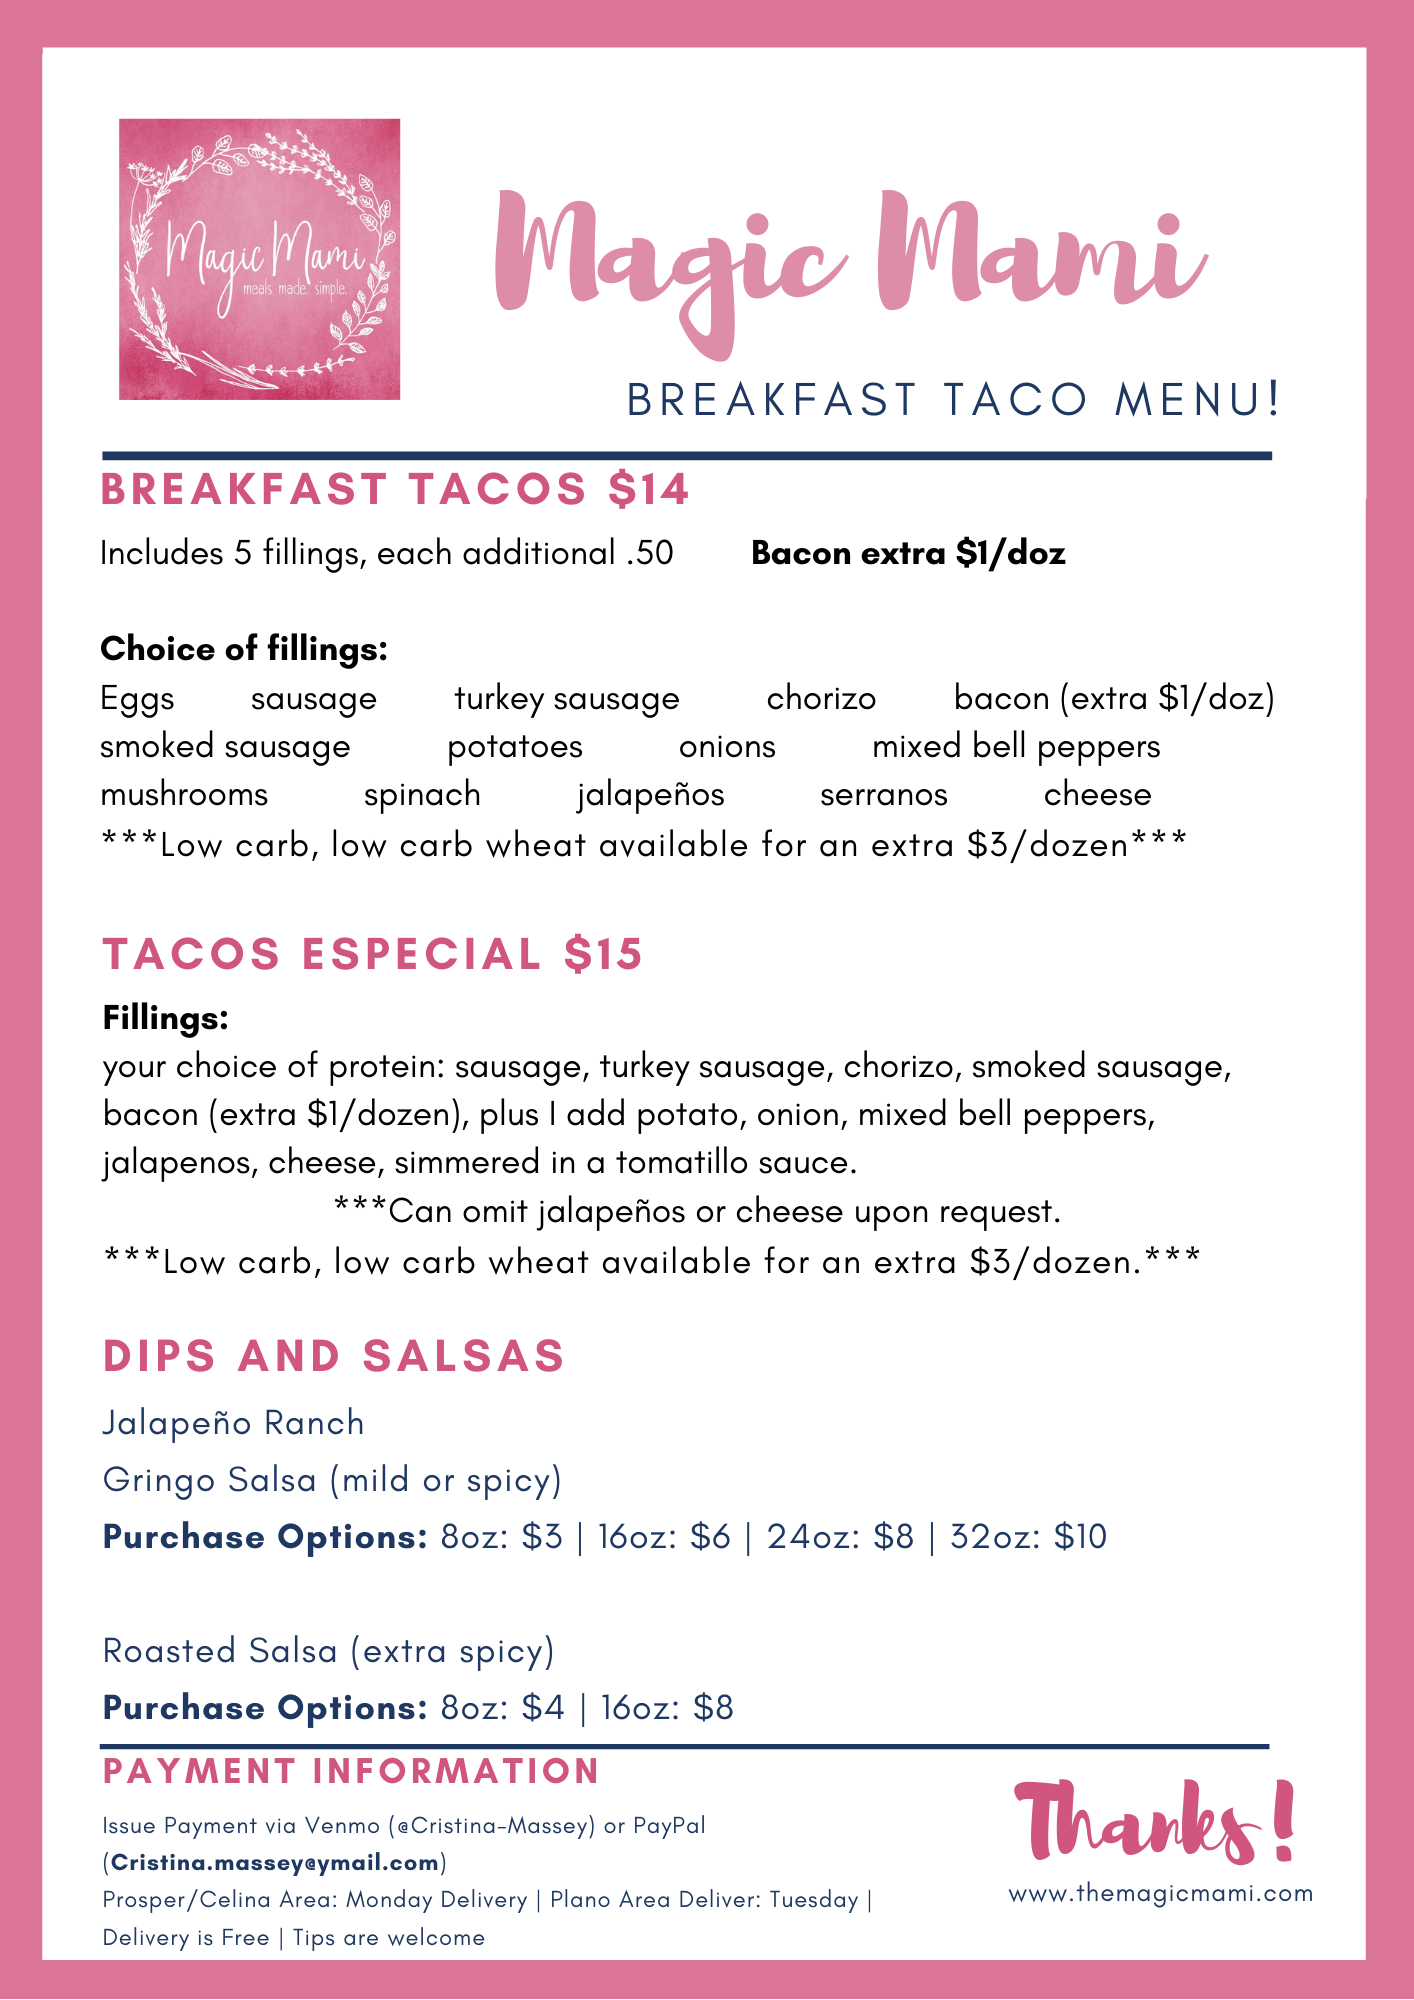 Magic Mami
meals made. simple.
Magic Mami
BREAKFAST TACO MENU!
BREAKFAST TACOS $14
Includes 5 fillings, each additional .50 Bacon extra $1/doz
Choice of fillings:
Eggs sausage turkey sausage chorizo bacon (extra $1/doz)
smoked sausage potatoes onions mixed bell peppers
mushrooms spinach jalapeños serranos cheese
***Low carb, low carb wheat available for an extra $3/dozen***
TACOS ESPECIAL $15
Fillings:
your choice of protein: sausage, turkey sausage, chorizo, smoked sausage,
bacon (extra $1/dozen), plus I add potato, onion, mixed bell peppers,
jalapenos, cheese, simmered in a tomatillo sauce.
***Can omit jalapeños or cheese upon request.
***Low carb, low carb wheat available for an extra $3/dozen.***
DIPS AND SALSAS
Jalapeño Ranch
Gringo Salsa (mild or spicy)
Purchase Options: 8oz: $3 | 16oz: $6 | 24oz: $8 | 32oz: $10
Roasted Salsa (extra spicy)
Purchase Options: 8oz: $4 | 16oz: $8
PAYMENT INFORMATION
Issue Payment via Venmo (@Cristina-Massey) or PayPal
(Cristina.massey@ymail.com)
Prosper/Celina Area: Monday Delivery | Plano Area Deliver: Tuesday |
Delivery is Free | Tips are welcome
Thanks!
www.themagicmami.com